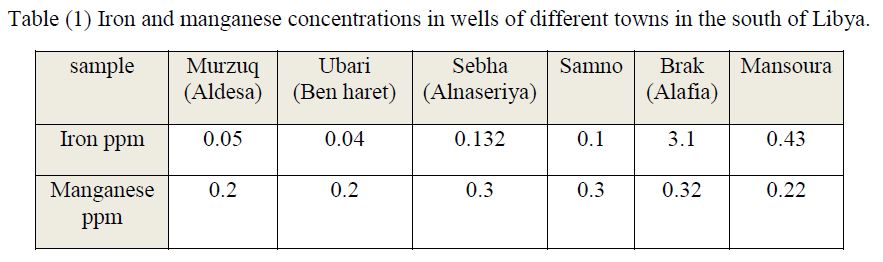 Table (1) Iron and manganese concentrations in wells of different towns in the south of Libya.
sample Murzuq (Aldesa) Ubari (Ben haret) Sebha (Alnaseriya) Samno Brak (Alafia) Mansoura
Iron ppm 0.05 0.04 0.132 0.1 3.1 0.43
Manganese ppm 0.2 0.2 0.3 0.3 0.32 0.22